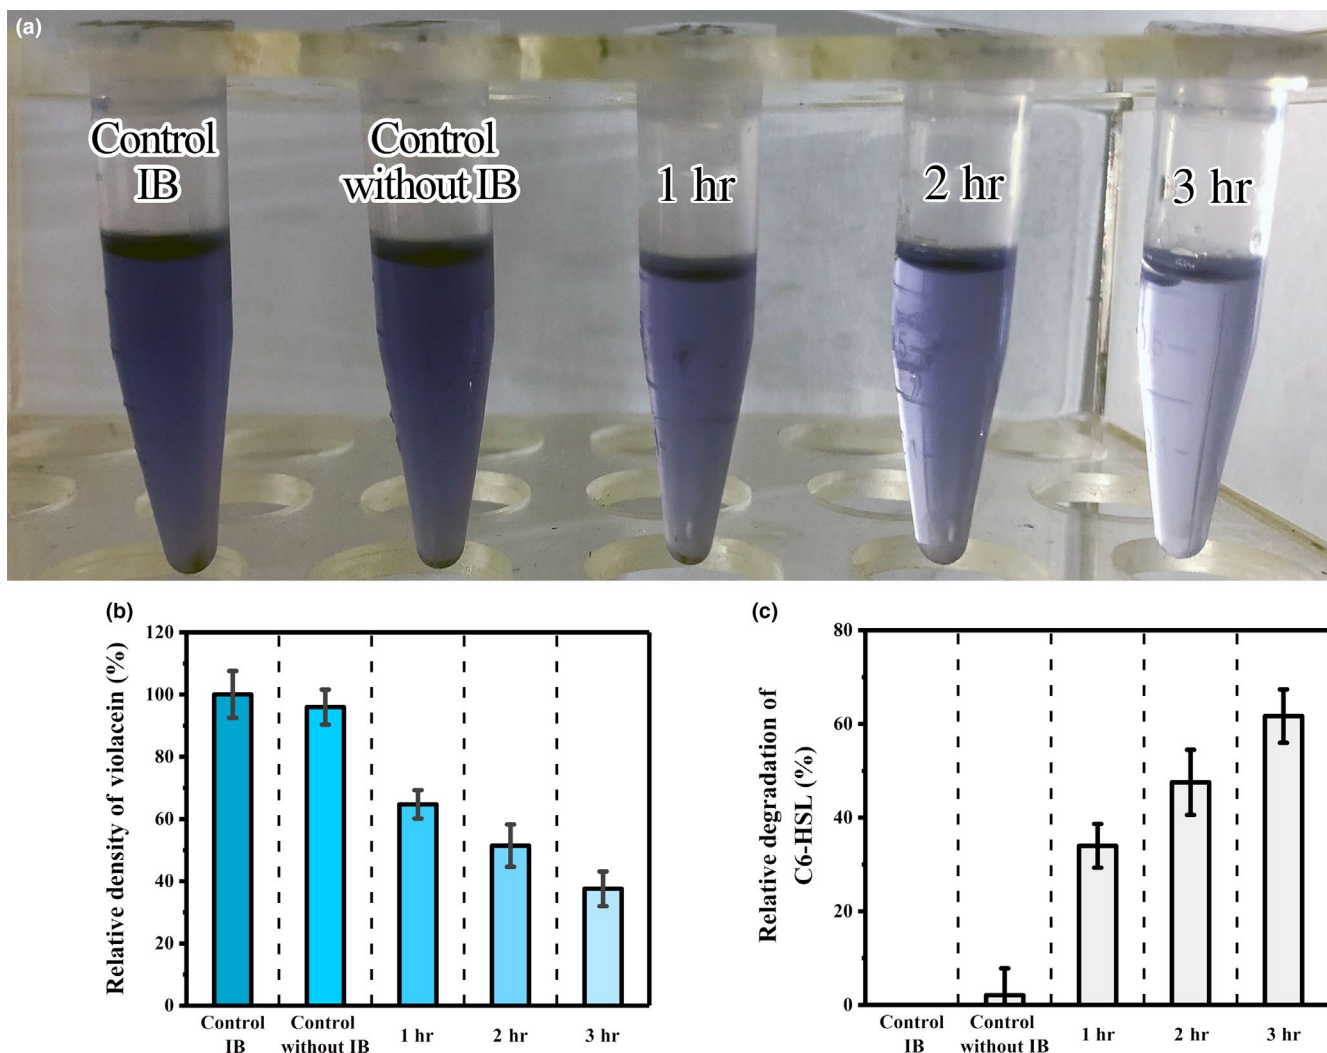 (a)
Control
IB
Control
without IB
1 hr
2 hr
3 hr
(b)
Relative density of violacein (%)
120
100
80
60
40
20
0
Control
IB
Control
without IB
1 hr
2 hr
3 hr
(c)
Relative degradation of
C6-HSL (%)
80
60
40
20
0
Control
IB
Control
without IB
1 hr
2 hr
3 hr